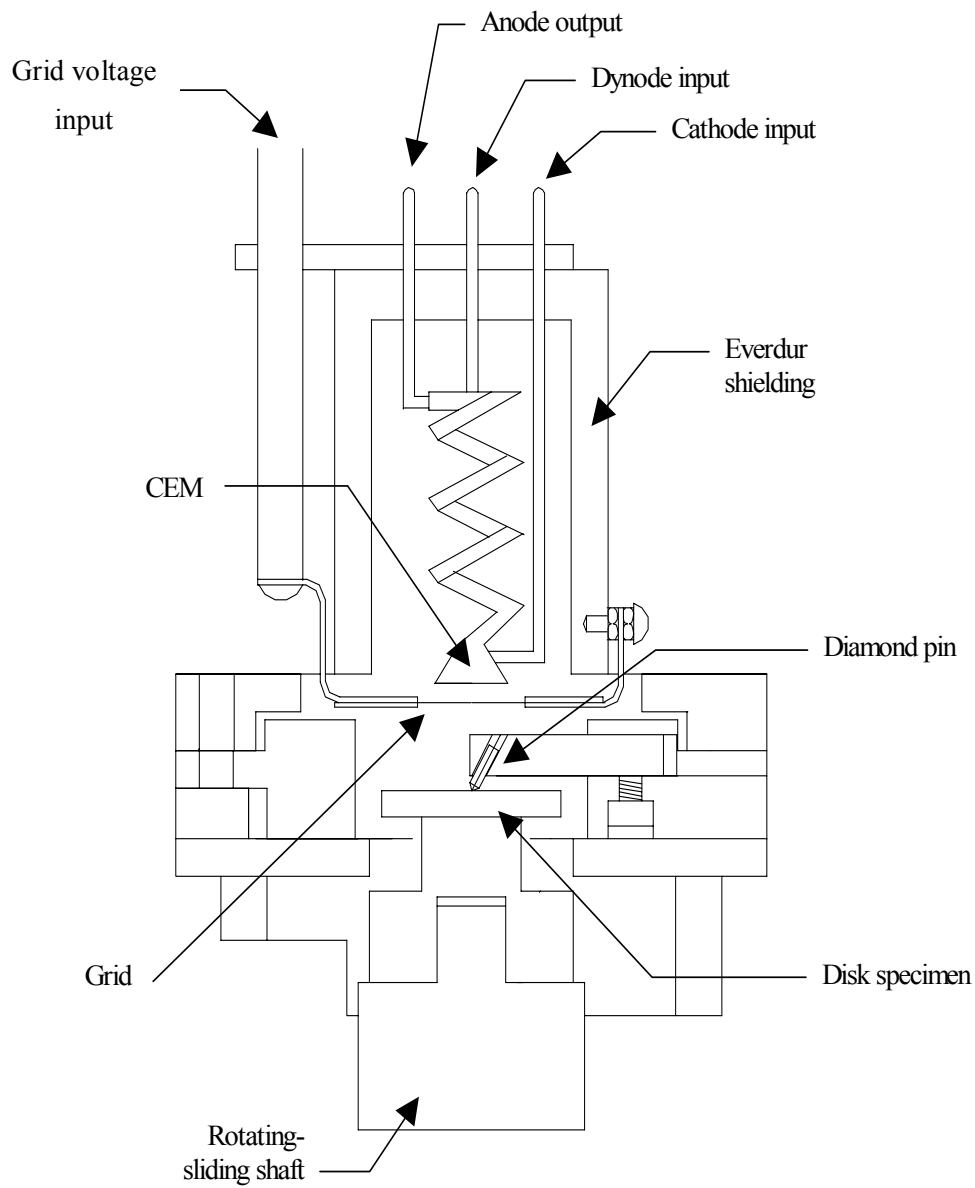 Anode output
Grid voltage
input
Dynode input
Cathode input
Everdur
shielding
CEM
Diamond pin
Grid
Disk specimen
Rotating-
sliding shaft